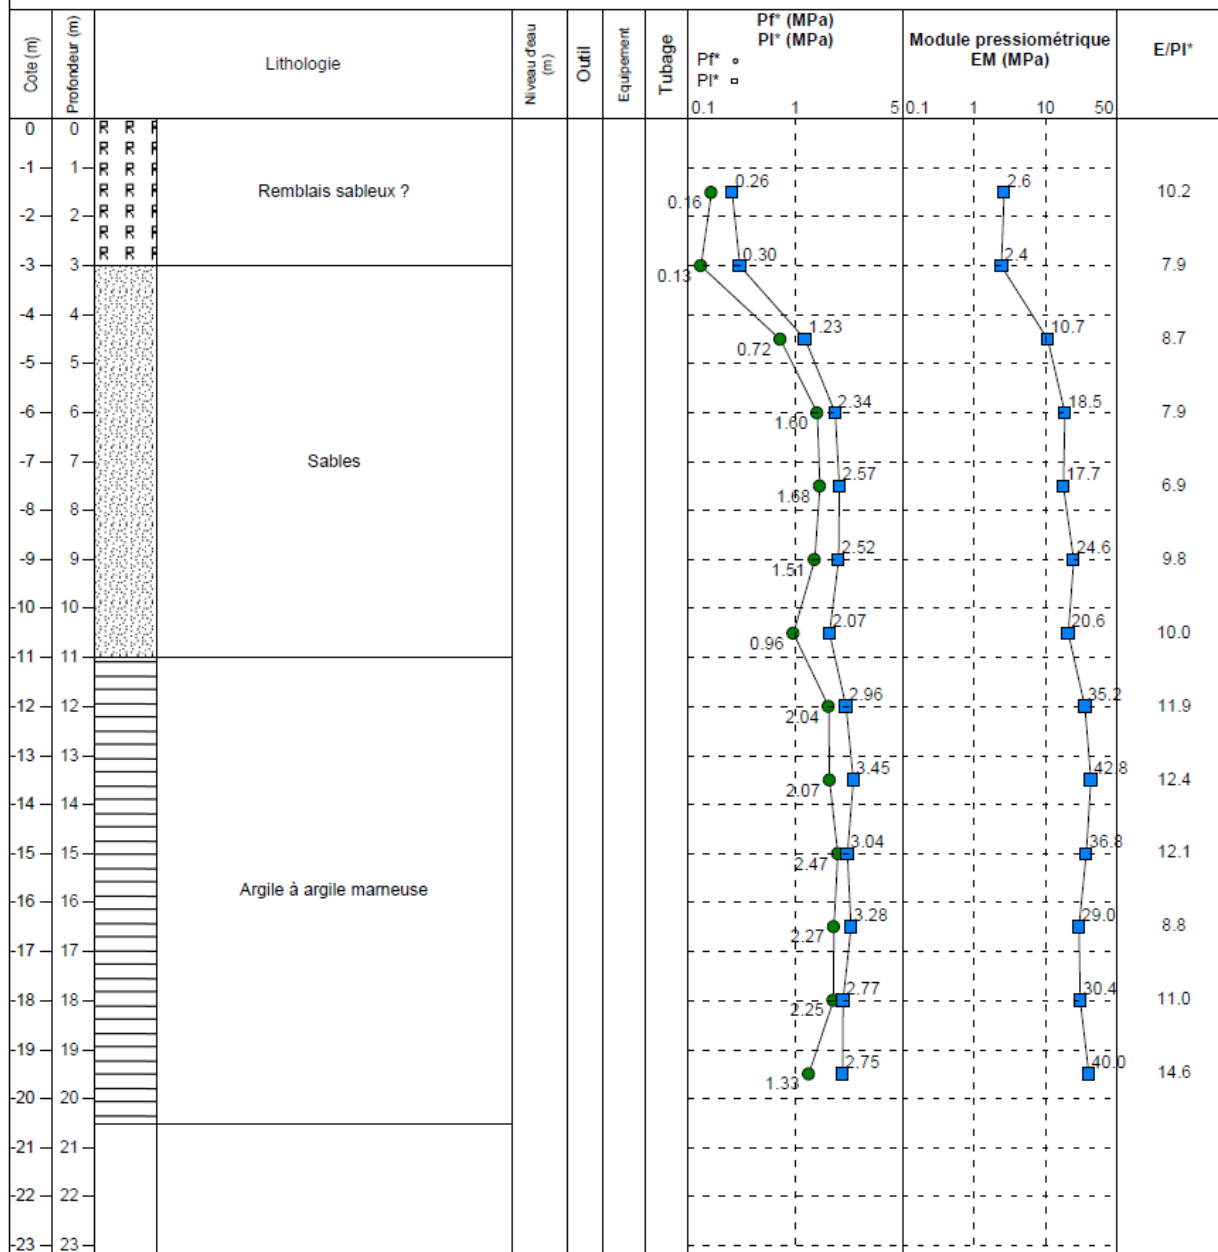 Cote (m)
Profondeur (m)
Lithologie
Niveau d'eau
(m)
Outil
Equipement
Tubage
Pf* (MPa)
Pl* (MPa)
Pf*
Pl*
0.1 1 5
Module pressiométrique
EM (MPa)
0.1 1 10 50
E/Pl*
0 0 R R R
R R R
-1 1 R R R
Remblais sableux ? 0.16 0.26 2.6 10.2
R R R
-2 2 R R R
R R R
R R R
-3 3 0.13 0.30 2.4 7.9
-4 4
0.72 1.23 10.7 8.7
-5 5
-6 6 1.60 2.34 18.5 7.9
-7 7 Sables
1.68 2.57 17.7 6.9
-8 8
-9 9 1.51 2.52 24.6 9.8
-10 10
0.96 2.07 20.6 10.0
-11 11
-12 12 2.04 2.96 35.2 11.9
-13 13
2.07 3.45 42.8 12.4
-14 14
-15 15 2.47 3.04 36.8 12.1
Argile à argile marneuse
-16 16
2.27 3.28 29.0 8.8
-17 17
-18 18 2.25 2.77 30.4 11.0
-19 19
1.33 2.75 40.0 14.6
-20 20
-21 21
-22 22
-23 23